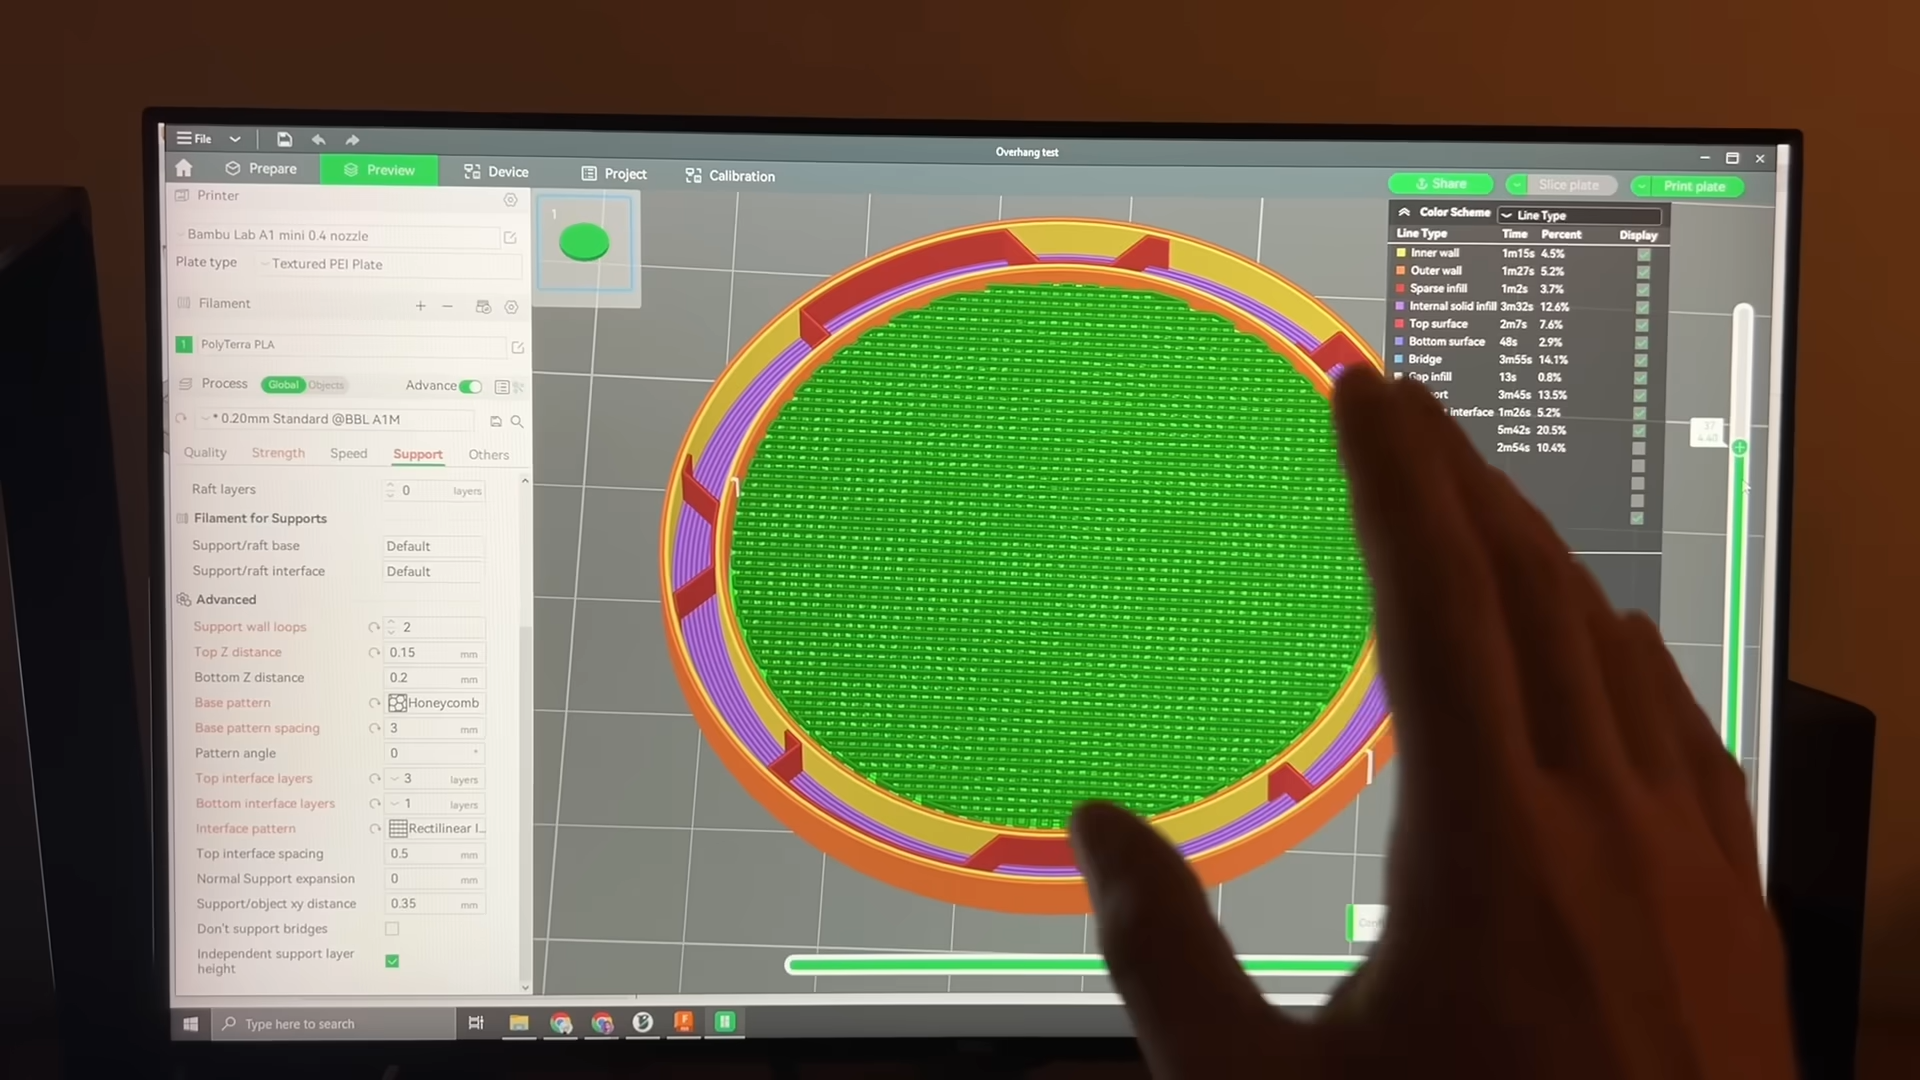 File
Overhang test
Prepare
Preview
Device
Project
Calibration
Share
Slice plate
Print plate
Printer
Bambu Lab A1 mini 0.4 nozzle
Plate type
Textured PEI Plate
Filament
1
PolyTerra PLA
Process
Global
Objects
Advance
* 0.20mm Standard @BBL A1M
Quality
Strength
Speed
Support
Others
Raft layers
0
layers
Filament for Supports
Support/raft base
Default
Support/raft interface
Default
Advanced
Support wall loops
2
Top Z distance
0.15
mm
Bottom Z distance
0.2
mm
Base pattern
Honeycomb
Base pattern spacing
3
mm
Pattern angle
0
°
Top interface layers
3
layers
Bottom interface layers
1
layers
Interface pattern
Rectilinear I...
Top interface spacing
0.5
mm
Normal Support expansion
0
mm
Support/object xy distance
0.35
mm
Don't support bridges
Independent support layer
height
1
Color Scheme
Line Type
Line Type Time Percent Display
Inner wall 1m15s 4.5%
Outer wall 1m27s 5.2%
Sparse infill 1m2s 3.7%
Internal solid infill 3m32s 12.6%
Top surface 2m7s 7.6%
Bottom surface 48s 2.9%
Bridge 3m55s 14.1%
Gap infill 13s 0.8%
ort 3m45s 13.5%
interface 1m26s 5.2%
5m42s 20.5%
2m54s 10.4%
Type here to search